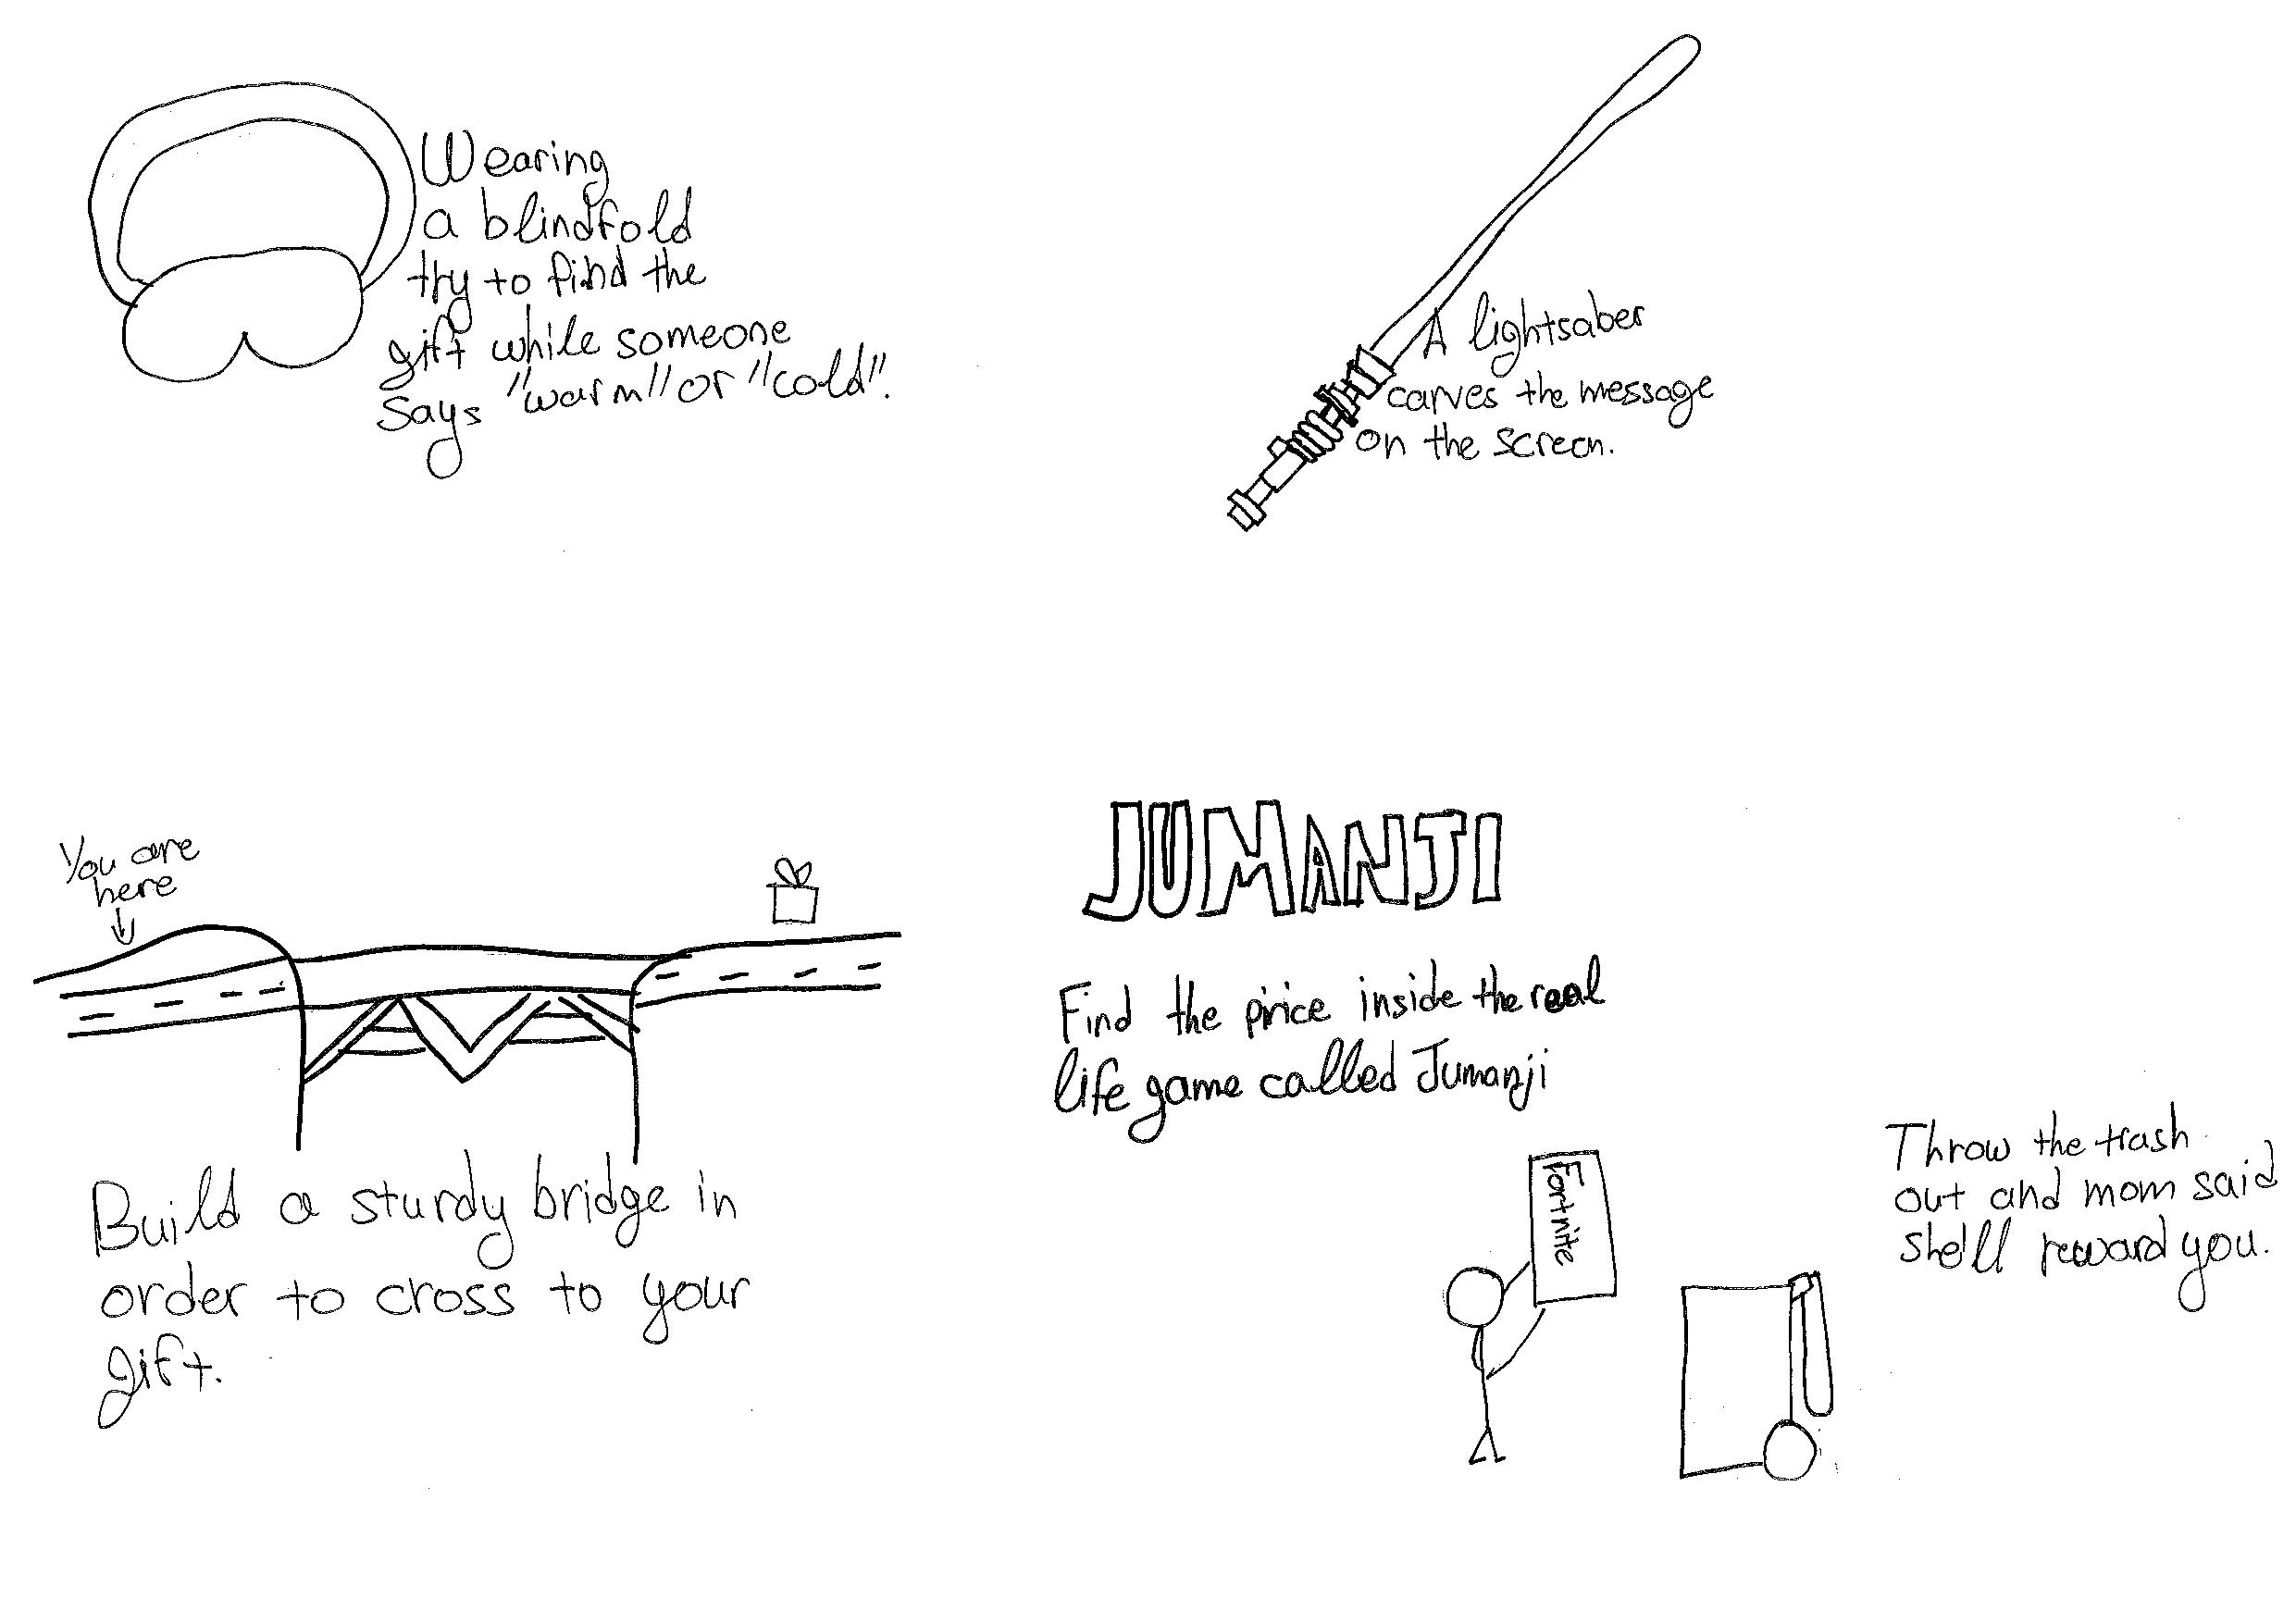 Wearing
a blindfold
try to find the
gift while someone
says "warm" or "cold".
A lightsaber
carves the message
on the screen.
You are
here
Build a sturdy bridge in
order to cross to your
gift.
JUMANJI
Find the price inside the real
life game called Jumanji
Fortnite
Throw the trash
out and mom said
she'll reward you.